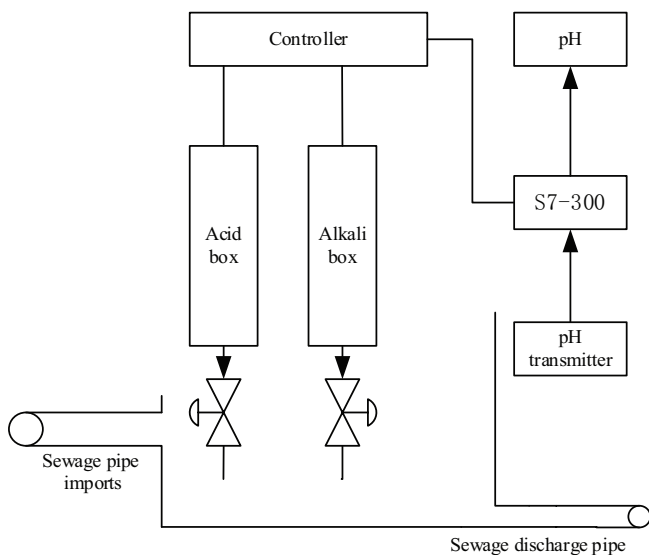 Controller
pH
S7-300
Acid
box
Alkali
box
pH
transmitter
Sewage pipe
imports
Sewage discharge pipe